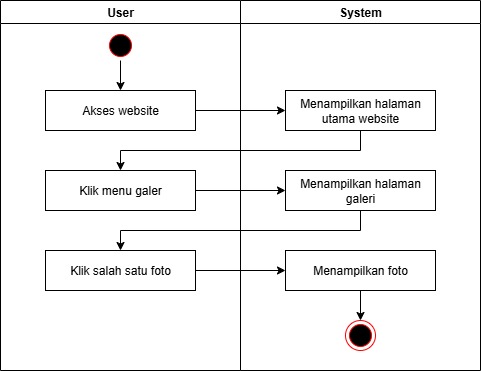 User
System
Akses website
Menampilkan halaman
utama website
Klik menu galer
Menampilkan halaman
galeri
Klik salah satu foto
Menampilkan foto